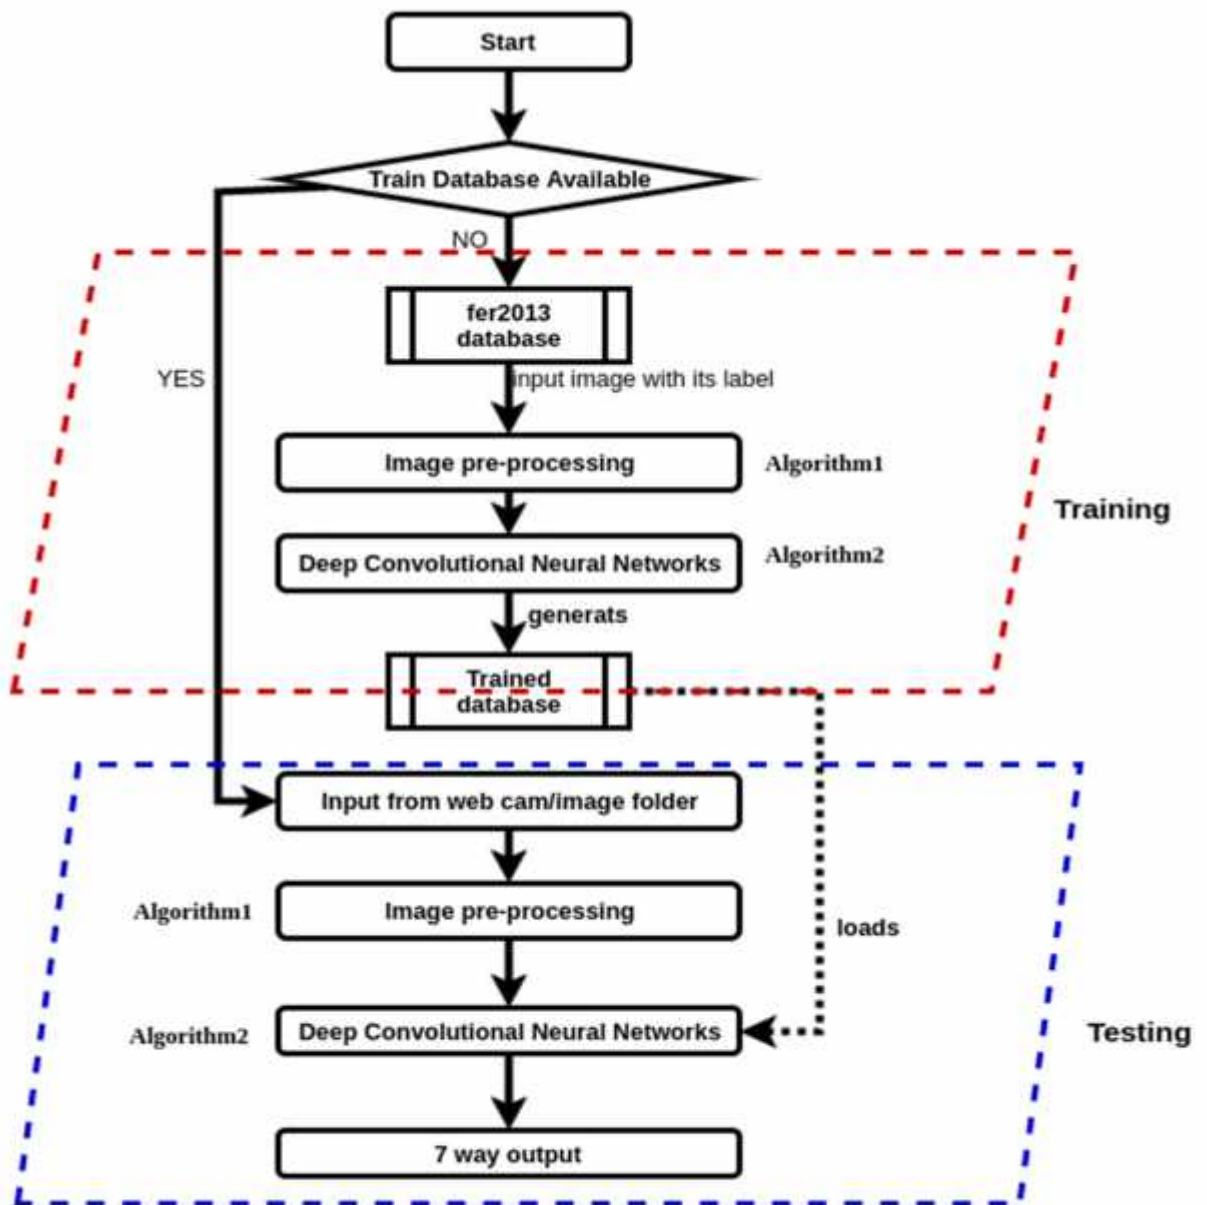 Start
Train Database Available
NO
fer2013
database
YES
input image with its label
Image pre-processing
Algorithm1
Training
Deep Convolutional Neural Networks
Algorithm2
generats
Trained
database
Input from web cam/image folder
Algorithm1
Image pre-processing
loads
Algorithm2
Deep Convolutional Neural Networks
Testing
7 way output